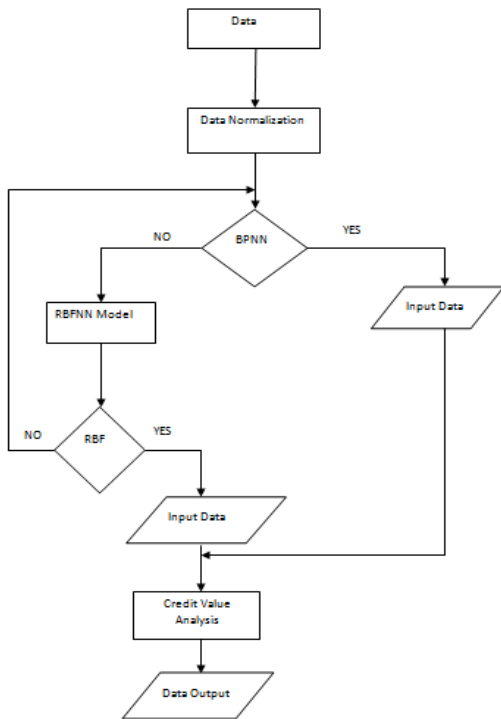 Data
Data Normalization
BPNN
NO
YES
RBFNN Model
Input Data
NO
RBF
YES
Input Data
Credit Value
Analysis
Data Output